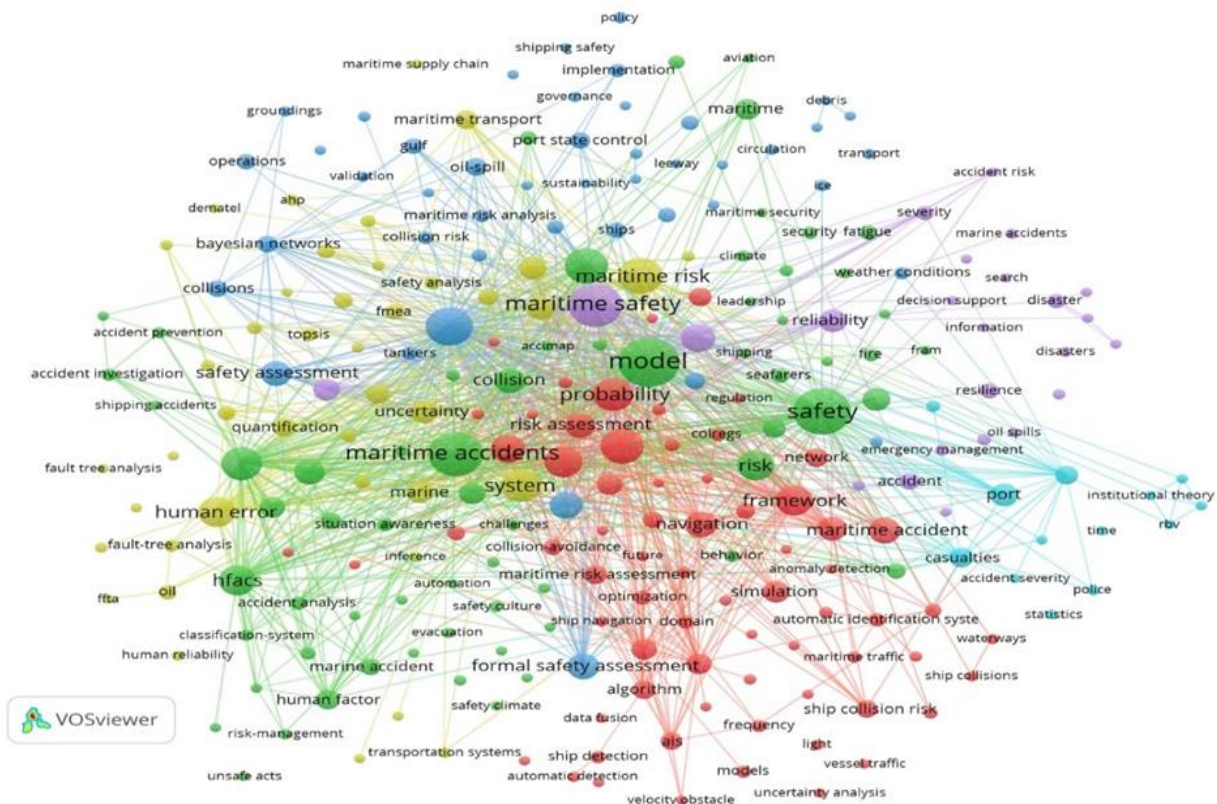 policy
shipping safety
aviation
maritime supply chain
implementation
governance
debris
groundings
maritime
maritime transport
gulf
port state control
leeway
circulation
transport
operations
oil-spill
validation
sustainability
ice
accident risk
dematel
ahp
maritime risk analysis
ships
maritime security
severity
bayesian networks
collision risk
security
fatigue
marine accidents
climate
collisions
safety analysis
maritime risk
weather conditions
search
fmea
maritime safety
leadership
decision support
disaster
accident prevention
topsis
reliability
information
tankers
accimap
model
shipping
fire
fram
disasters
accident investigation
safety assessment
collision
seafarers
probability
regulation
resilience
shipping accidents
uncertainty
safety
quantification
risk assessment
colregs
oil spills
maritime accidents
network
emergency management
fault tree analysis
marine
system
risk
accident
port
institutional theory
human error
framework
situation awareness
challenges
navigation
maritime accident
time
rbv
fault-tree analysis
inference
collision-avoidance
future
behavior
casualties
hfacs
maritime risk assessment
anomaly detection
accident severity
ffta
oil
automation
optimization
simulation
police
accident analysis
safety culture
ship navagation
domain
automatic identification syste
statistics
classification-system
evacuation
waterways
human reliability
marine accident
formal safety assessment
maritime traffic
ship collisions
human factor
algorithm
safety climate
ship collision risk
data fusion
frequency
risk-management
ais
light
transportation systems
ship detection
vessel traffic
unsafe acts
automatic detection
models
uncertainty analysis
velocity obstacle
VOSviewer